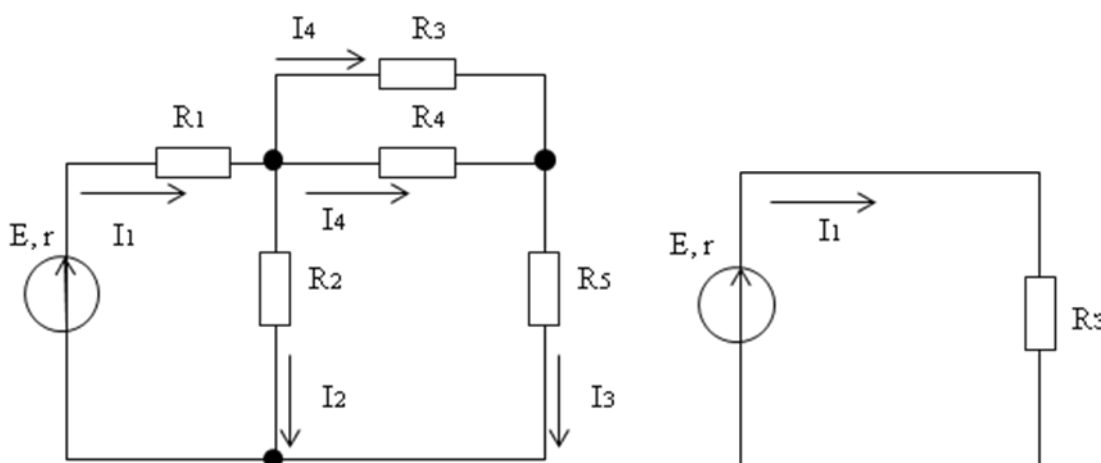 I4 R3
R1 R4
E, r I1 I4
R2 R5
I2 I3
I1
E, r
R3